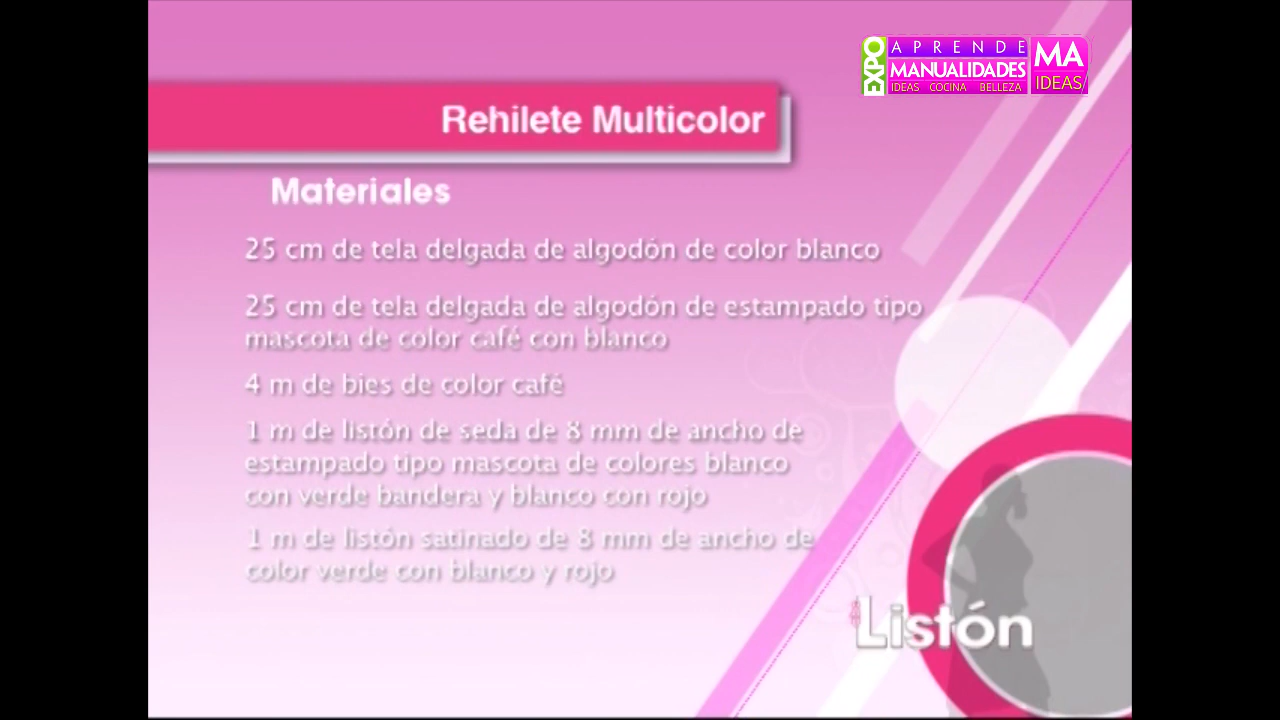 EXPO
APRENDE
MANUALIDADES
IDEAS COCINA BELLEZA
MA
IDEAS/
Rehilete Multicolor
Materiales
25 cm de tela delgada de algodón de color blanco
25 cm de tela delgada de algodón de estampado tipo
mascota de color café con blanco
4 m de bies de color café
1 m de listón de seda de 8 mm de ancho de
estampado tipo mascota de colores blanco
con verde bandera y blanco con rojo
1 m de listón satinado de 8 mm de ancho de
color verde con blanco y rojo
Listón